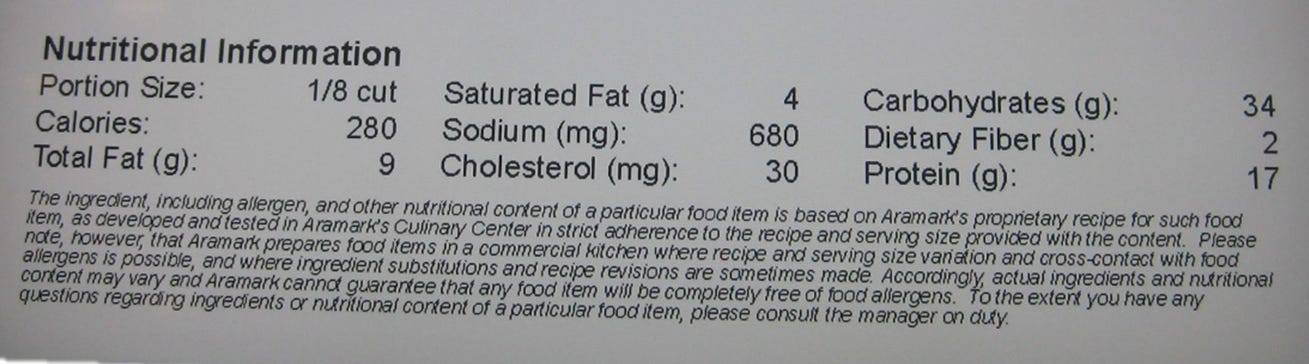 Nutritional Information
Portion Size: 1/8 cut Saturated Fat (g): 4 Carbohydrates (g): 34
Calories: 280 Sodium (mg): 680 Dietary Fiber (g): 2
Total Fat (g): 9 Cholesterol (mg): 30 Protein (g): 17
The ingredient, including allergen, and other nutritional content of a particular food item is based on Aramark's proprietary recipe for such food
item, as developed and tested in Aramark's Culinary Center in strict adherence to the recipe and serving size provided with the content. Please
note, however, that Aramark prepares food items in a commercial kitchen where recipe and serving size variation and cross-contact with food
allergens is possible, and where ingredient substitutions and recipe revisions are sometimes made. Accordingly, actual ingredients and nutritional
content may vary and Aramark cannot guarantee that any food item will be completely free of food allergens. To the extent you have any
questions regarding ingredients or nutritional content of a particular food item, please consult the manager on duty.